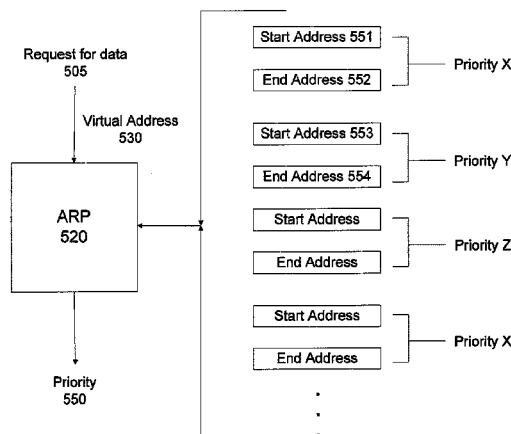 Request for data
505
Virtual Address
530
ARP
520
Priority
550
Start Address 551
End Address 552
Priority X
Start Address 553
End Address 554
Priority Y
Start Address
End Address
Priority Z
Start Address
End Address
Priority X